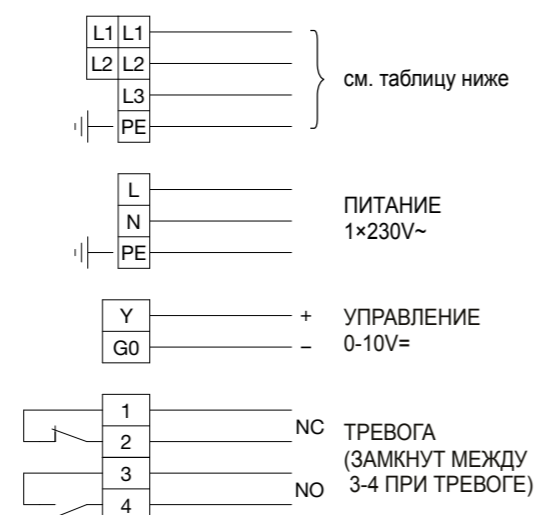 L1 L1
L2 L2
L3
PE
см. таблицу ниже
L
N
PE
ПИТАНИЕ
1×230V~
Y +
G0 –
УПРАВЛЕНИЕ
0-10V=
1
2
NC
3
4
NO
ТРЕВОГА
(ЗАМКНУТ МЕЖДУ
3-4 ПРИ ТРЕВОГЕ)